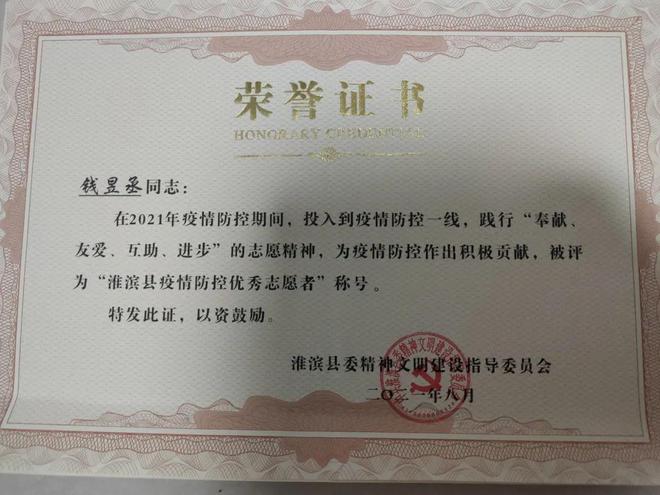 荣誉证书
HONORARY CREDENTIAL
钱昱丞同志：
在2021年疫情防控期间，投入到疫情防控一线，践行“奉献、
友爱、互助、进步”的志愿精神，为疫情防控作出积极贡献，被评
为“淮滨县疫情防控优秀志愿者”称号。
特发此证，以资鼓励。
淮滨县委精神文明建设指导委员会
二〇二一年八月